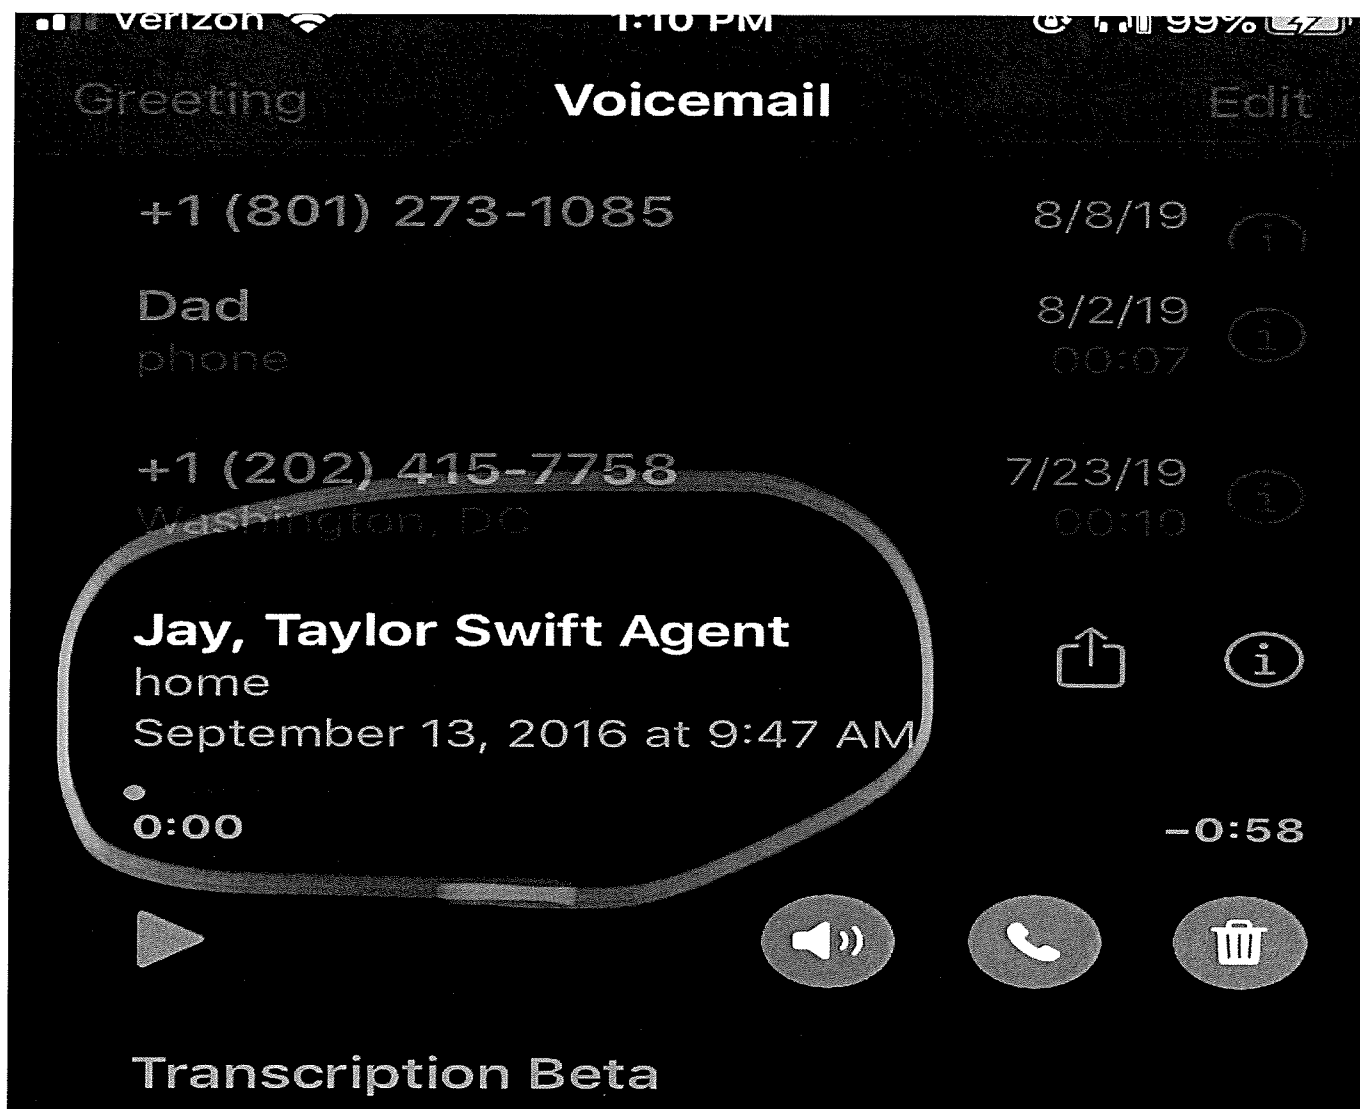 Verizon 1:10 PM 99%
Greeting Voicemail Edit
+1 (801) 273-1085 8/8/19
Dad 8/2/19
phone 00:07
+1 (202) 415-7758 7/23/19
Washington, DC 00:10
Jay, Taylor Swift Agent
home
September 13, 2016 at 9:47 AM
0:00 -0:58
Transcription Beta